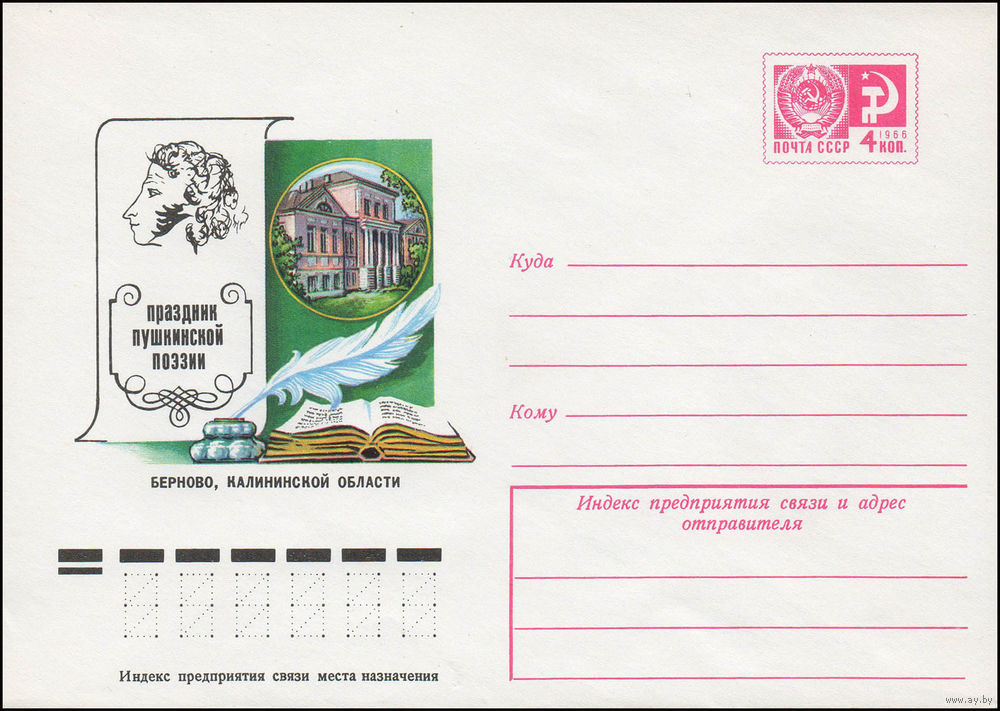 праздник
пушкинской
поэзии
БЕРНОВО, КАЛИНИНСКОЙ ОБЛАСТИ
Индекс предприятия связи места назначения
1966
ПОЧТА СССР 4 КОП.
Куда
Кому
Индекс предприятия связи и адрес
отправителя
www.ay.by